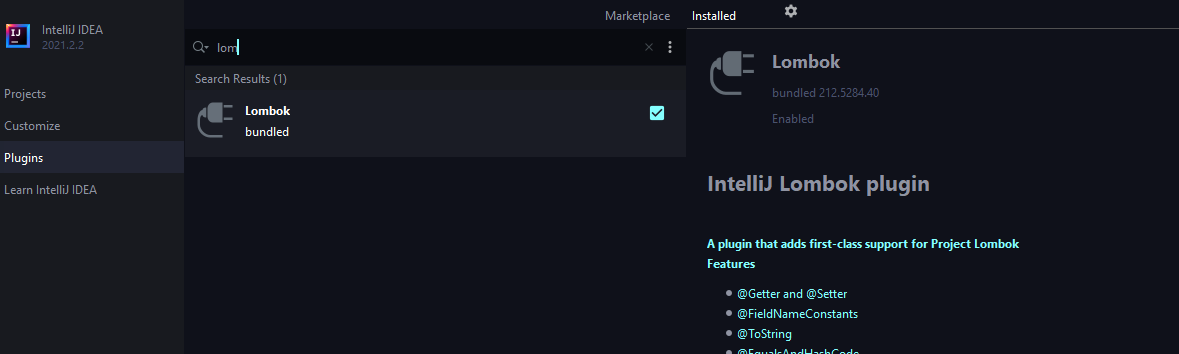 IntelliJ IDEA
2021.2.2
Projects
Customize
Plugins
Learn IntelliJ IDEA
Marketplace
Installed
lom
Search Results (1)
Lombok
bundled
Lombok
bundled 212.5284.40
Enabled
IntelliJ Lombok plugin
A plugin that adds first-class support for Project Lombok
Features
@Getter and @Setter
@FieldNameConstants
@ToString
@EqualsAndHashCode